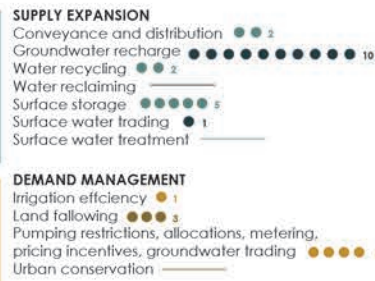 SUPPLY EXPANSION
Conveyance and distribution 2
Groundwater recharge 10
Water recycling 2
Water reclaiming
Surface storage 5
Surface water trading 1
Surface water treatment
DEMAND MANAGEMENT
Irrigation effciency 1
Land fallowing 3
Pumping restrictions, allocations, metering,
pricing incentives, groundwater trading
Urban conservation